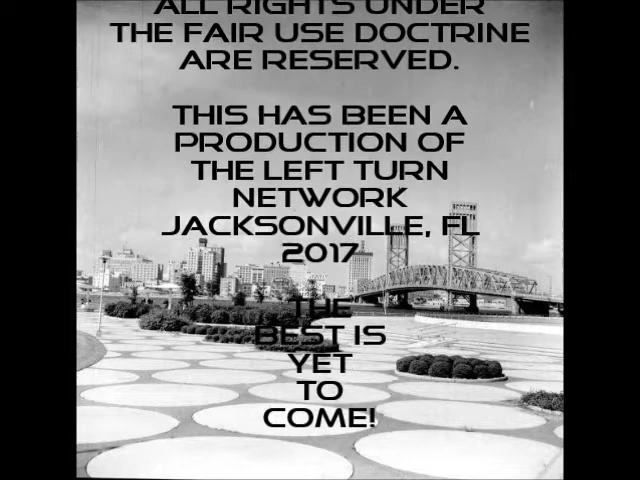 ALL RIGHTS UNDER
THE FAIR USE DOCTRINE
ARE RESERVED.
THIS HAS BEEN A
PRODUCTION OF
THE LEFT TURN
NETWORK
JACKSONVILLE, FL
2017
THE
BEST IS
YET
TO
COME!